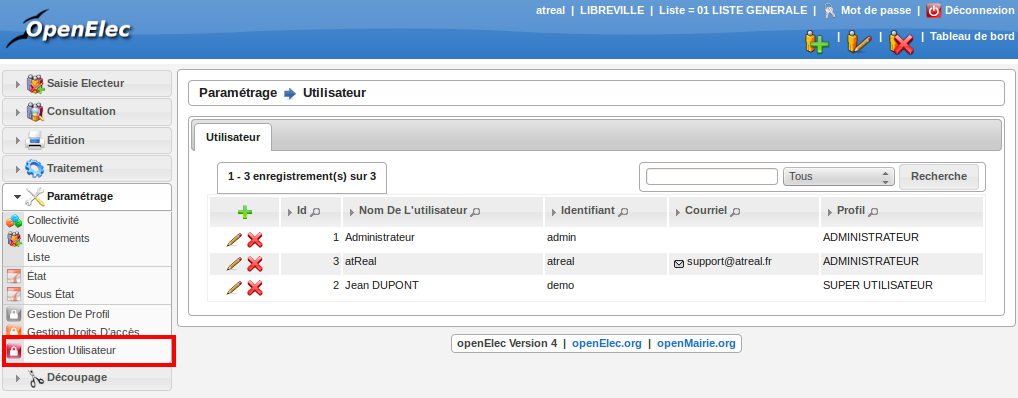 OpenElec
atreal | LIBREVILLE | Liste = 01 LISTE GENERALE | Mot de passe | Déconnexion
| | | Tableau de bord
Saisie Electeur
Consultation
Édition
Traitement
Paramétrage
Collectivité
Mouvements
Liste
État
Sous État
Gestion De Profil
Gestion Droits D'accès
Gestion Utilisateur
Découpage
Paramétrage Utilisateur
Utilisateur
1 - 3 enregistrement(s) sur 3
Tous Recherche
Id Nom De L'utilisateur Identifiant Courriel Profil
1 Administrateur admin ADMINISTRATEUR
3 atReal atreal support@atreal.fr ADMINISTRATEUR
2 Jean DUPONT demo SUPER UTILISATEUR
openElec Version 4 | openElec.org | openMairie.org